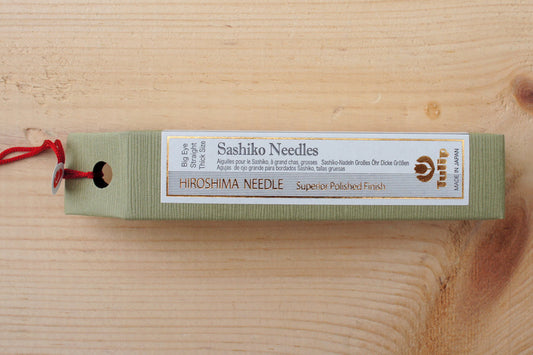 Big Eye
Straight
Thick Size
Sashiko Needles
Aiguilles pour le Sashiko, à grand chas, grosses Sashiko-Nadeln Großes Öhr Dicke Größen
Agujas de ojo grande para bordados Sashiko, tallas gruesas
HIROSHIMA NEEDLE Superior Polished Finish
Tulip
MADE IN JAPAN